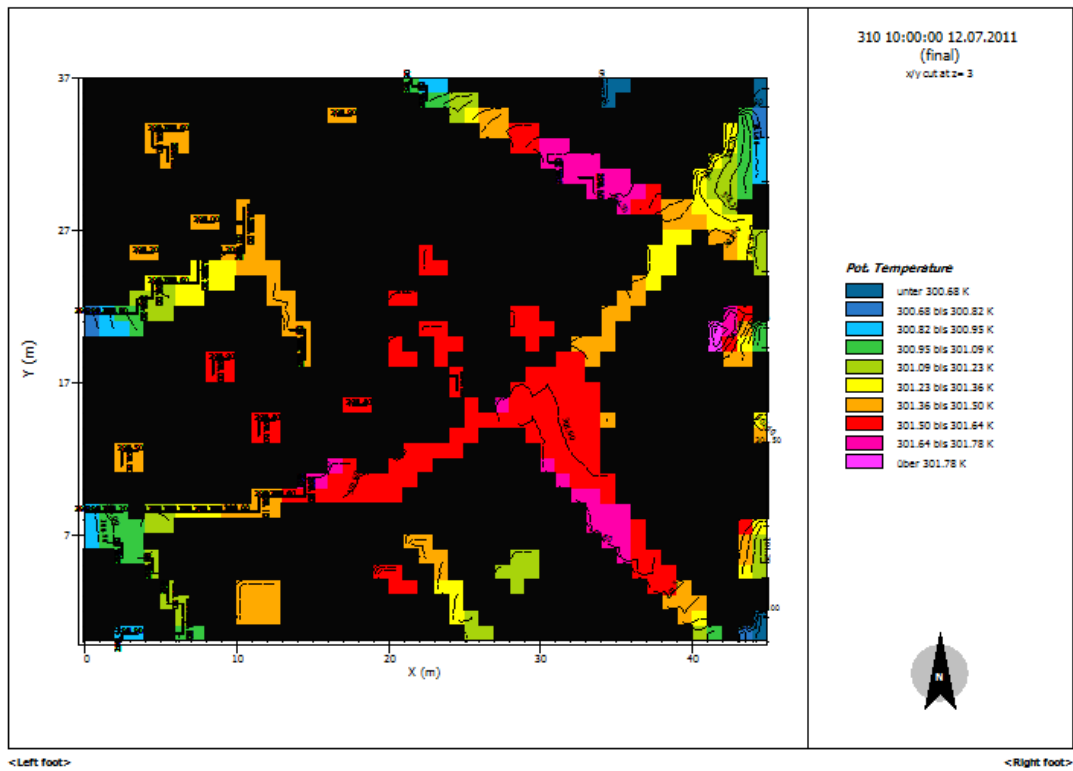 310 10:00:00 12.07.2011
(final)
x/y cut at z= 3
37
27
17
7
Y (m)
0
10
20
30
40
X (m)
Pot. Temperature
unter 300.68 K
300.68 bis 300.82 K
300.82 bis 300.95 K
300.95 bis 301.09 K
301.09 bis 301.23 K
301.23 bis 301.36 K
301.36 bis 301.50 K
301.50 bis 301.64 K
301.64 bis 301.78 K
über 301.78 K
N
<Left foot>
<Right foot>